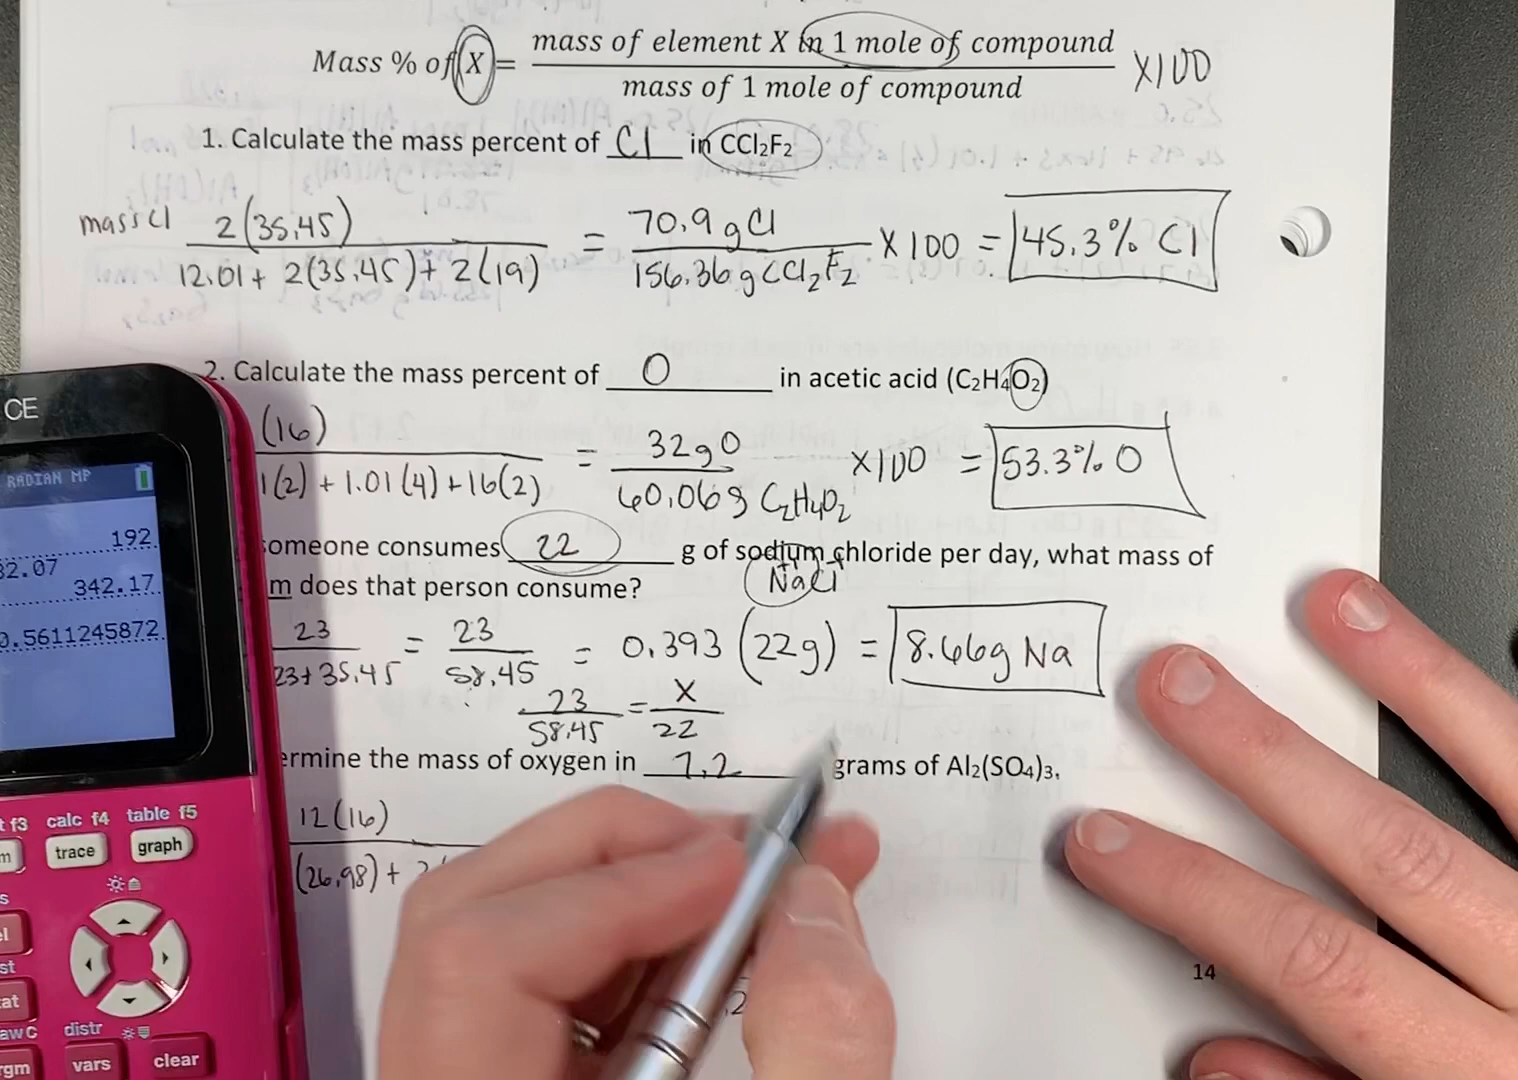 Mass % of X = mass of element X in 1 mole of compound / mass of 1 mole of compound X100
1. Calculate the mass percent of Cl in CCl2F2
mass Cl 2(35.45) / 12.01 + 2(35.45) + 2(19) = 70.9 g Cl / 156.36 g CCl2F2 X 100 = 45.3% Cl
2. Calculate the mass percent of O in acetic acid (C2H4O2)
(16) / 1(2) + 1.01(4) + 16(2) = 32 g O / 60.06 g C2H4O2 X100 = 53.3% O
someone consumes 22 g of sodium chloride per day, what mass of
NaCl
m does that person consume?
23 / 23+35.45 = 23 / 58.45 = 0.393 (22g) = 8.66g Na
23 / 58.45 = X / 22
ermine the mass of oxygen in 7.2 grams of Al2(SO4)3.
12(16)
(26.98) +
14
CE
RADIAN MP
192
32.07
342.17
0.5611245872
f3 calc f4 table f5
trace graph
distr
vars clear